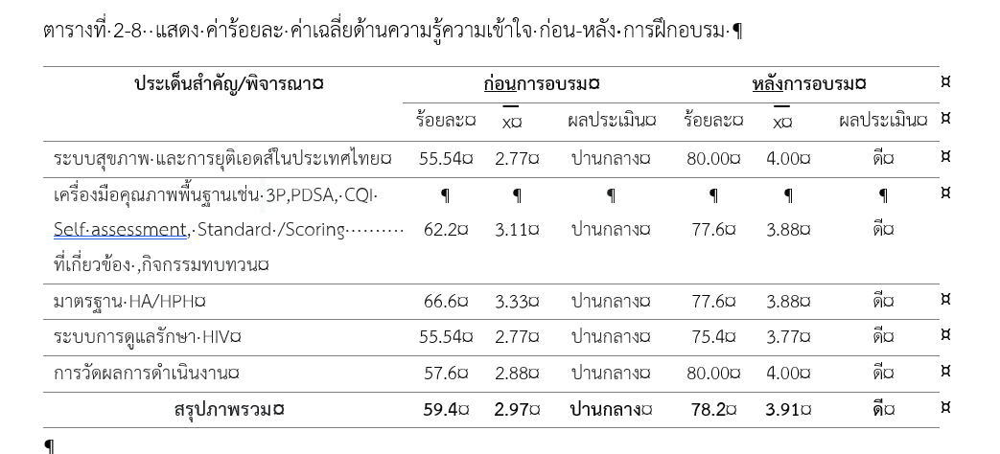 ตารางที่ 2-8 แสดง ค่าร้อยละ ค่าเฉลี่ยด้านความรู้ความเข้าใจ ก่อน-หลัง การฝึกอบรม ¶
ประเด็นสำคัญ/พิจารณา¤ ก่อนการอบรม¤ หลังการอบรม¤ ¤
ร้อยละ¤ x̄¤ ผลประเมิน¤ ร้อยละ¤ x̄¤ ผลประเมิน¤ ¤
ระบบสุขภาพ และการยุติเอดส์ในประเทศไทย¤ 55.54¤ 2.77¤ ปานกลาง¤ 80.00¤ 4.00¤ ดี¤ ¤
เครื่องมือคุณภาพพื้นฐานเช่น 3P,PDSA, CQI ¶ ¶ ¶ ¶ ¶ ¶ ¤
Self-assessment, Standard /Scoring·········· 62.2¤ 3.11¤ ปานกลาง¤ 77.6¤ 3.88¤ ดี¤
ที่เกี่ยวข้อง ,กิจกรรมทบทวน¤
มาตรฐาน HA/HPH¤ 66.6¤ 3.33¤ ปานกลาง¤ 77.6¤ 3.88¤ ดี¤ ¤
ระบบการดูแลรักษา HIV¤ 55.54¤ 2.77¤ ปานกลาง¤ 75.4¤ 3.77¤ ดี¤ ¤
การวัดผลการดำเนินงาน¤ 57.6¤ 2.88¤ ปานกลาง¤ 80.00¤ 4.00¤ ดี¤ ¤
สรุปภาพรวม¤ 59.4¤ 2.97¤ ปานกลาง¤ 78.2¤ 3.91¤ ดี¤ ¤
¶